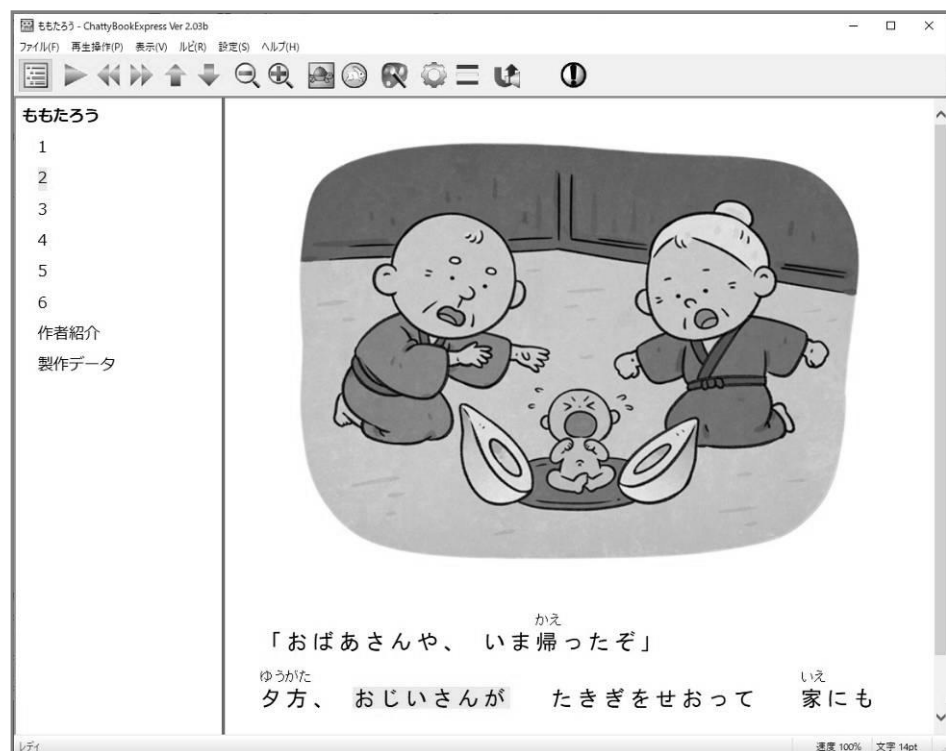 ももたろう - ChattyBookExpress Ver 2.03b
ファイル(F) 再生操作(P) 表示(V) ルビ(R) 設定(S) ヘルプ(H)
ももたろう
1
2
3
4
5
6
作者紹介
製作データ
かえ
「おばあさんや、 いま帰ったぞ」
ゆうがた いえ
夕方、 おじいさんが たきぎをせおって 家にも
レディ
速度 100% 文字 14pt